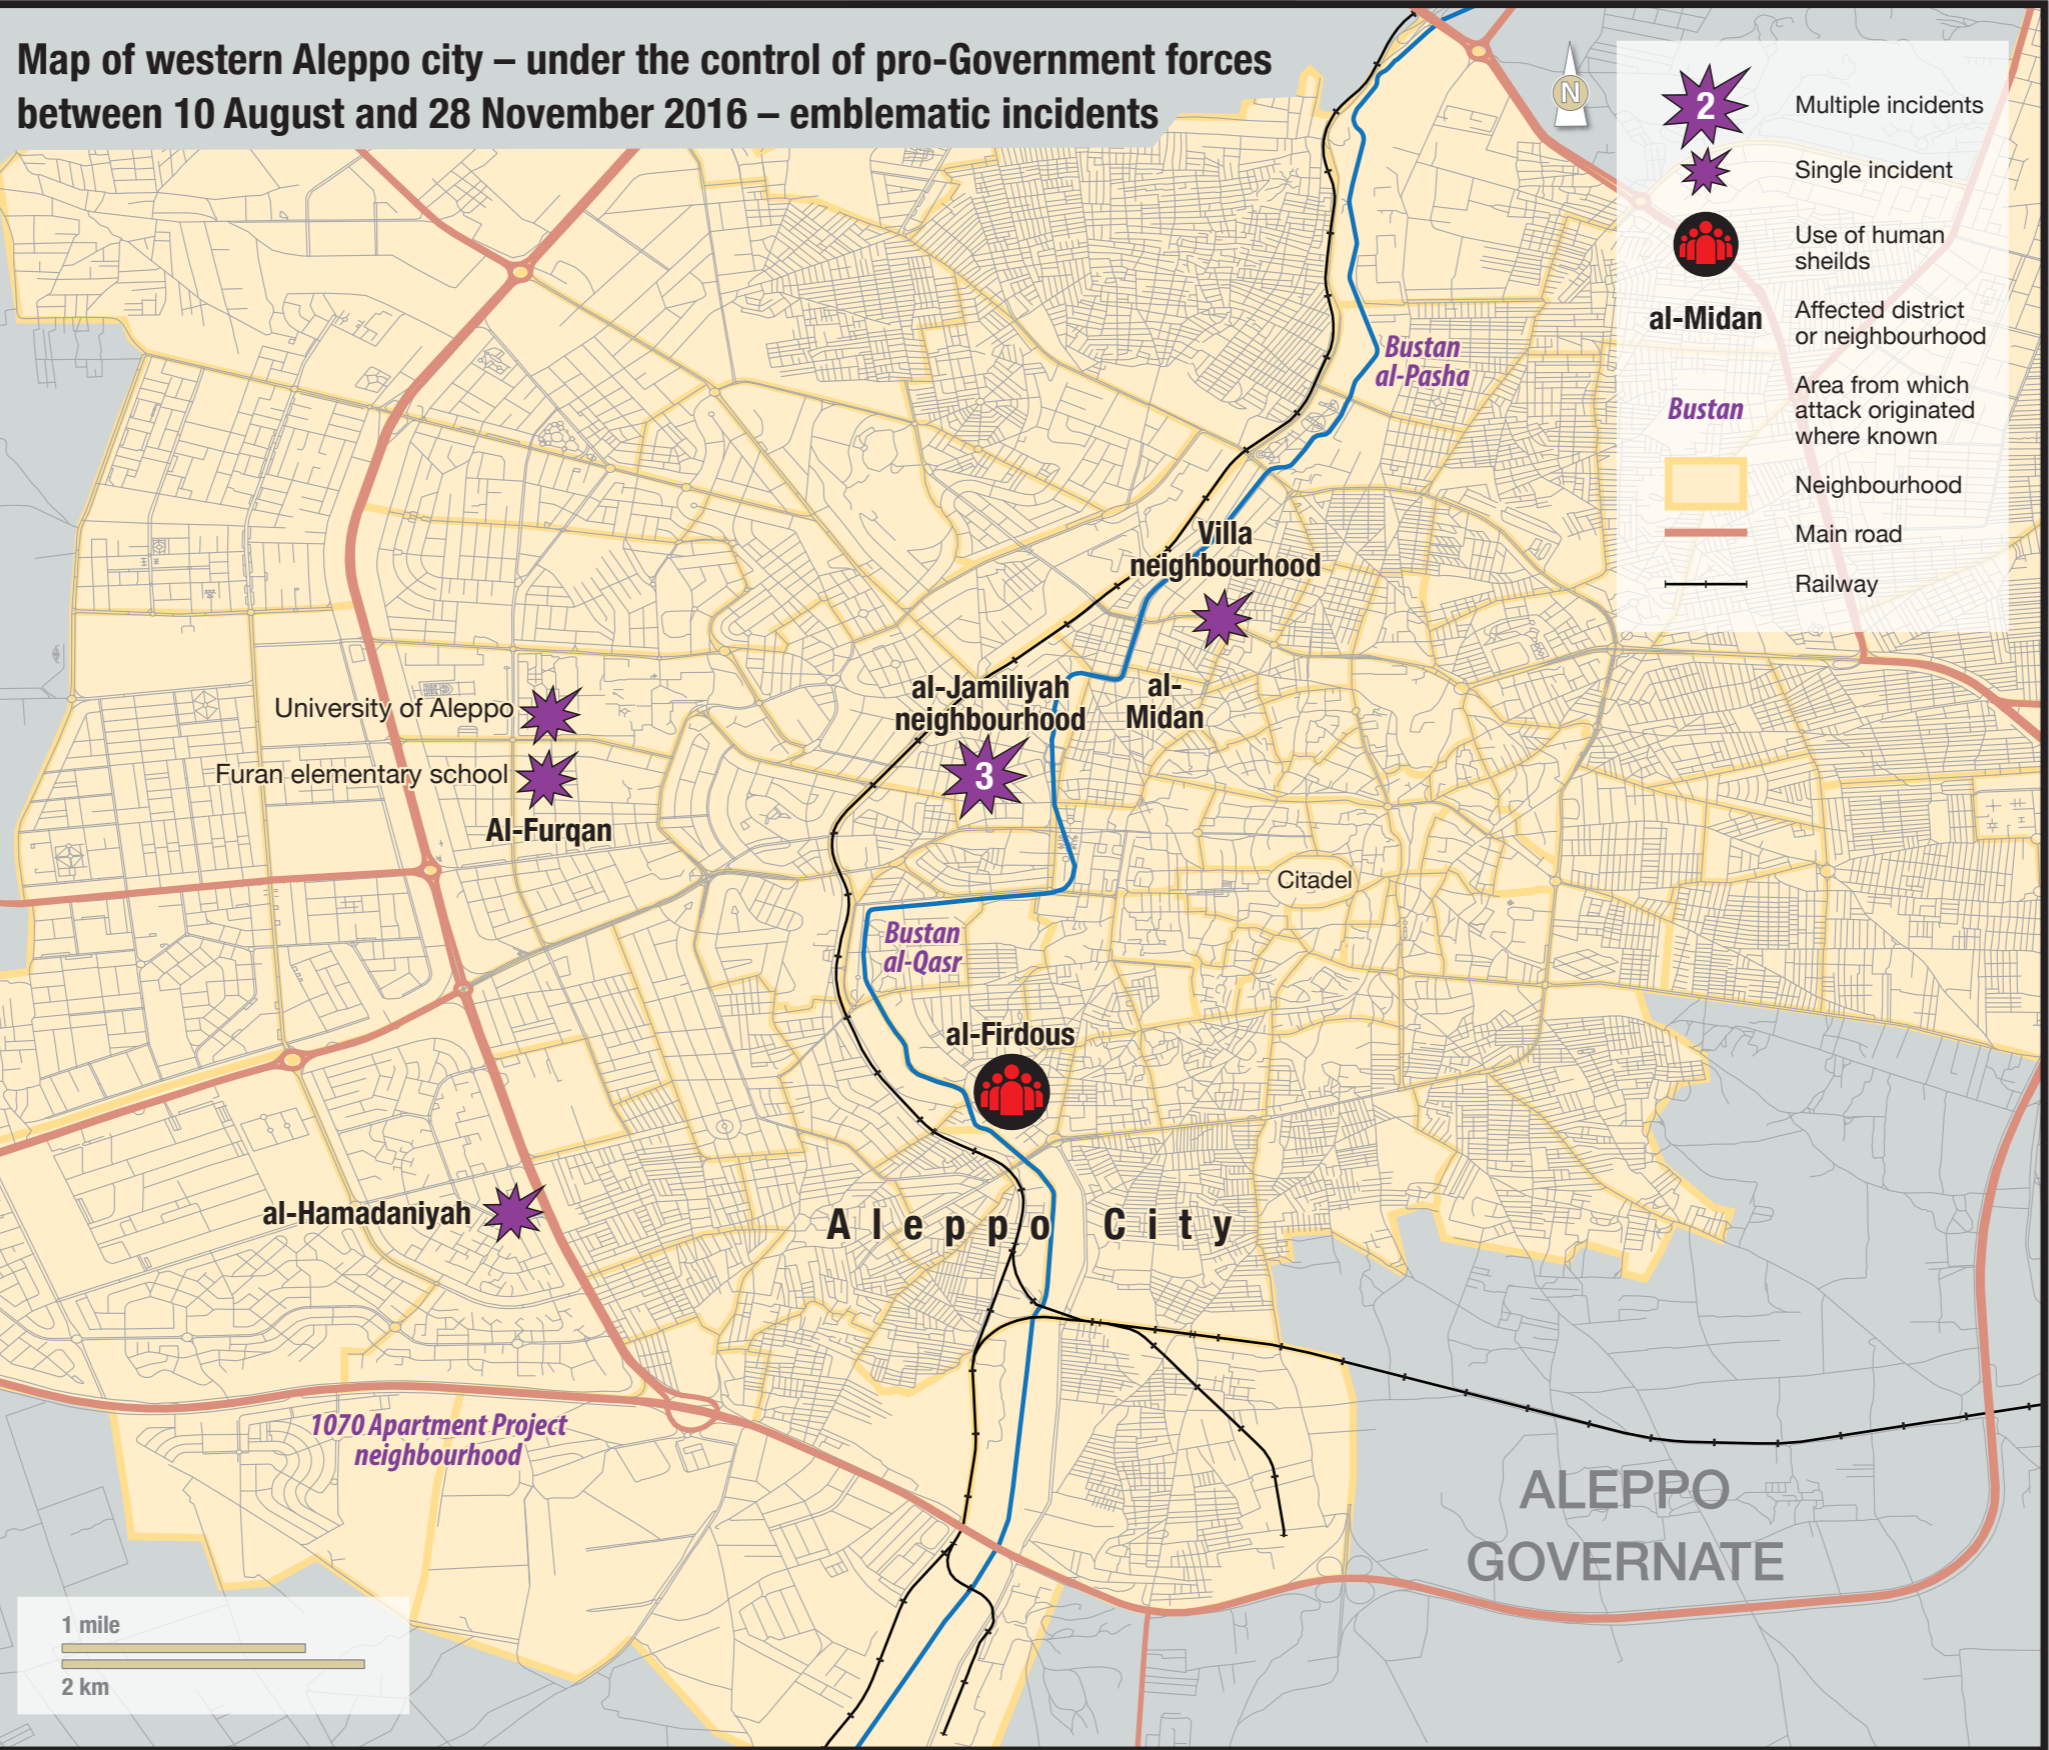 Map of western Aleppo city – under the control of pro-Government forces
between 10 August and 28 November 2016 – emblematic incidents
N
2
Multiple incidents
Single incident
Use of human
sheilds
al-Midan
Affected district
or neighbourhood
Bustan
Area from which
attack originated
where known
Neighbourhood
Main road
Railway
Bustan
al-Pasha
Villa
neighbourhood
al-Jamiliyah
neighbourhood
3
al-
Midan
University of Aleppo
Furan elementary school
Al-Furqan
Citadel
Bustan
al-Qasr
al-Firdous
al-Hamadaniyah
Aleppo City
1070 Apartment Project
neighbourhood
ALEPPO
GOVERNATE
1 mile
2 km